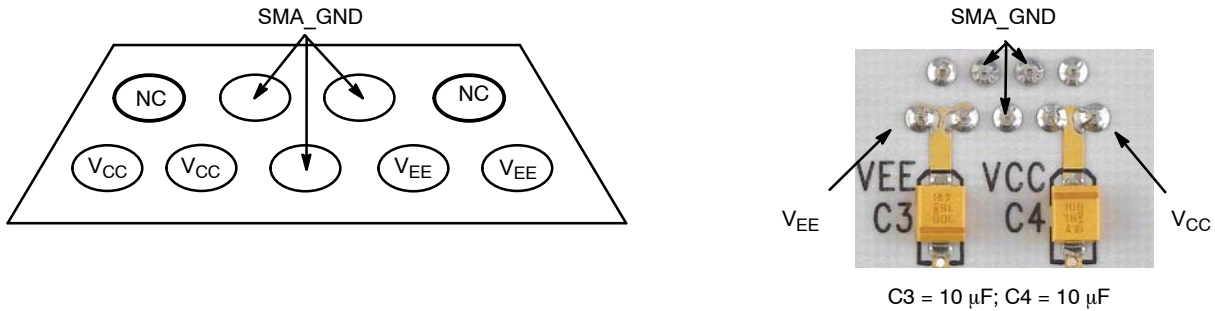 SMA_GND
NC
NC
VCC VCC VEE VEE
SMA_GND
VEE VCC
C3 C4
VEE
VCC
C3 = 10 μF; C4 = 10 μF